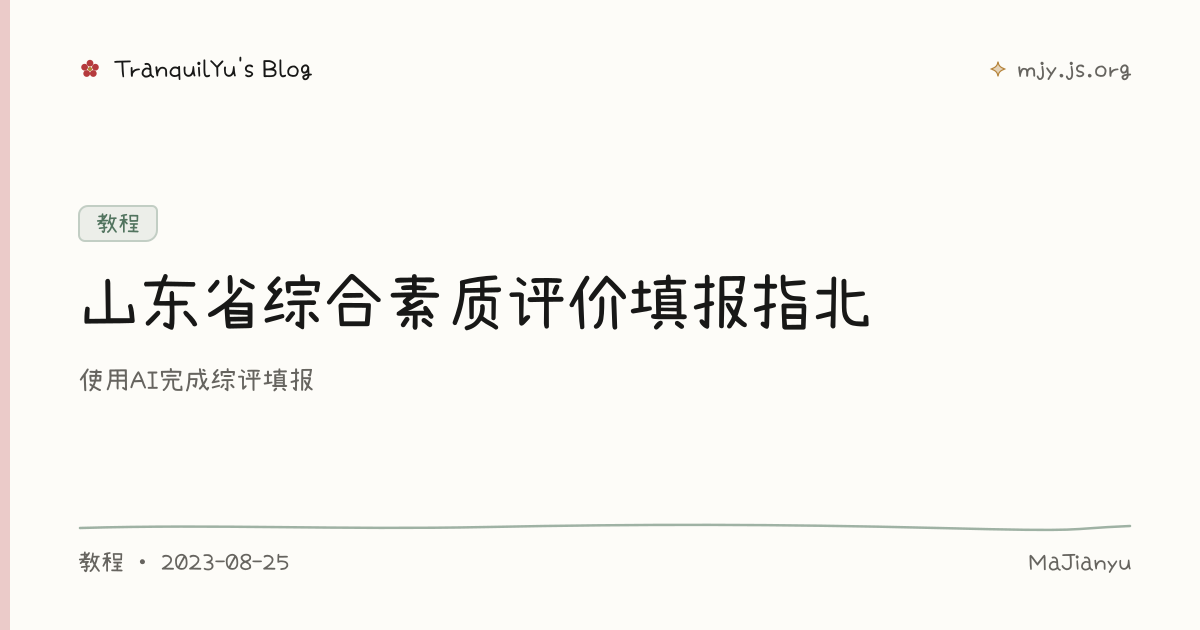 TranquilYu's Blog
mjy.js.org
教程
山东省综合素质评价填报指北
使用AI完成综评填报
教程 • 2023-08-25
MaJianyu